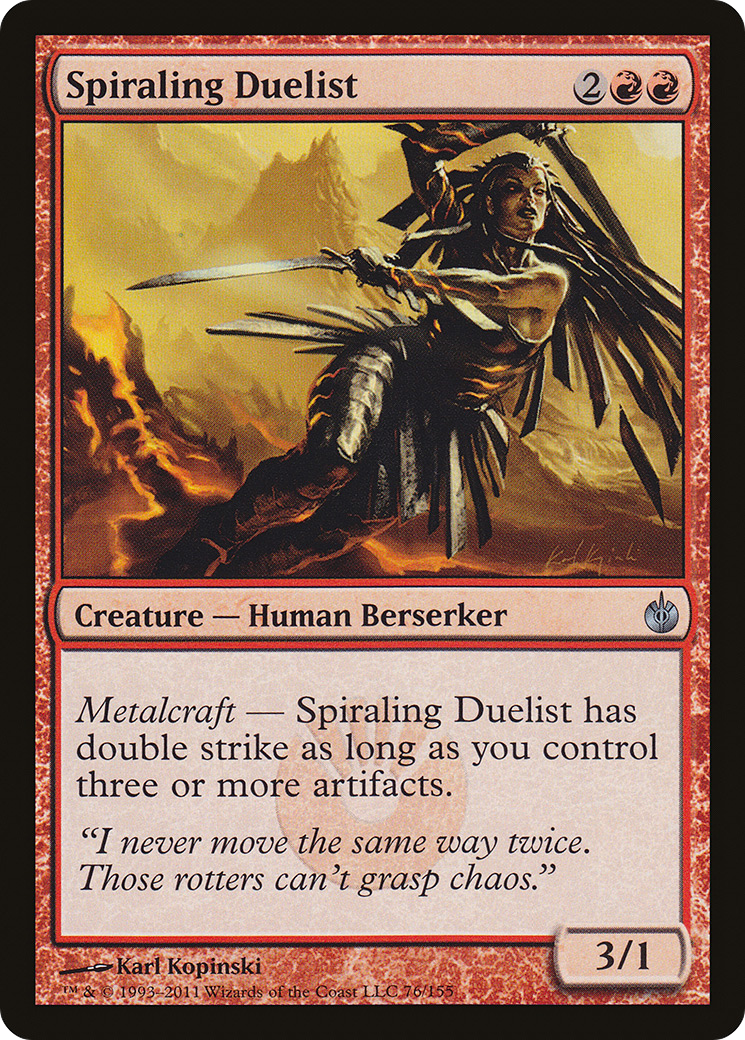 Spiraling Duelist 2
Creature — Human Berserker
Metalcraft — Spiraling Duelist has
double strike as long as you control
three or more artifacts.
“I never move the same way twice.
Those rotters can’t grasp chaos.”
3/1
Karl Kopinski
™ & © 1993–2011 Wizards of the Coast LLC 76/155